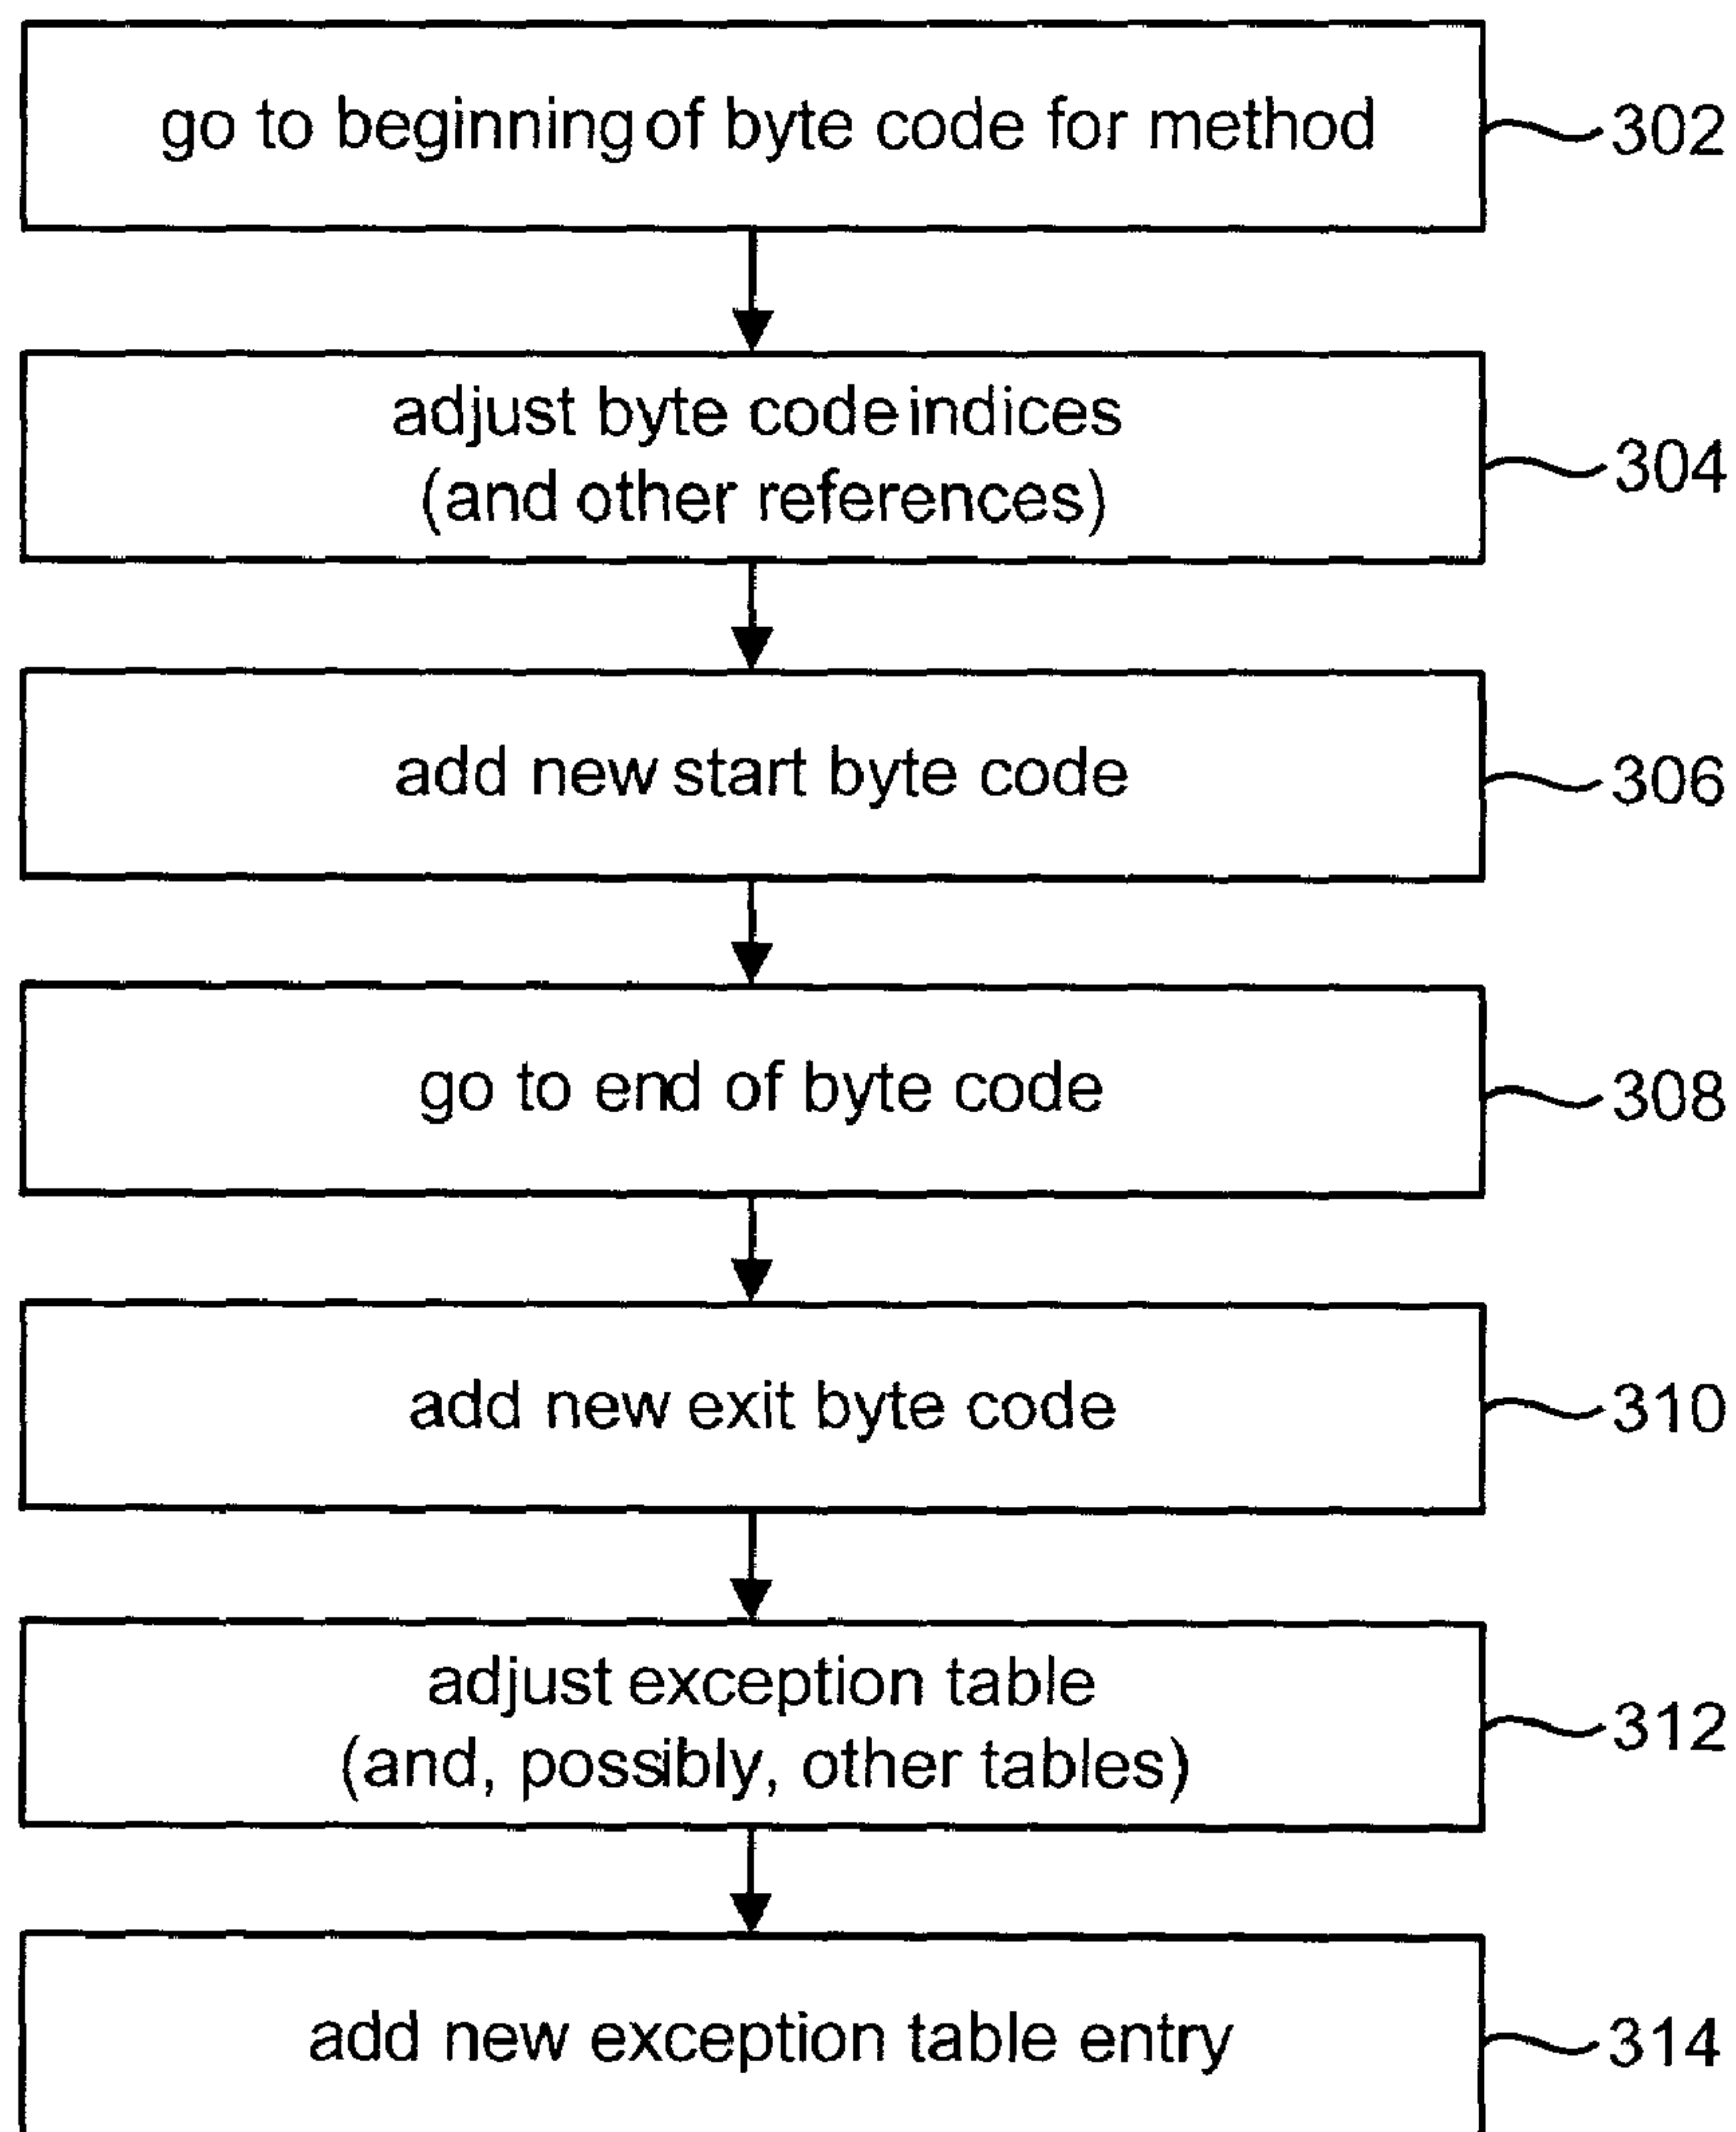 go to beginning of byte code for method
302
adjust byte code indices
(and other references)
304
add new start byte code
306
go to end of byte code
308
add new exit byte code
310
adjust exception table
(and, possibly, other tables)
312
add new exception table entry
314